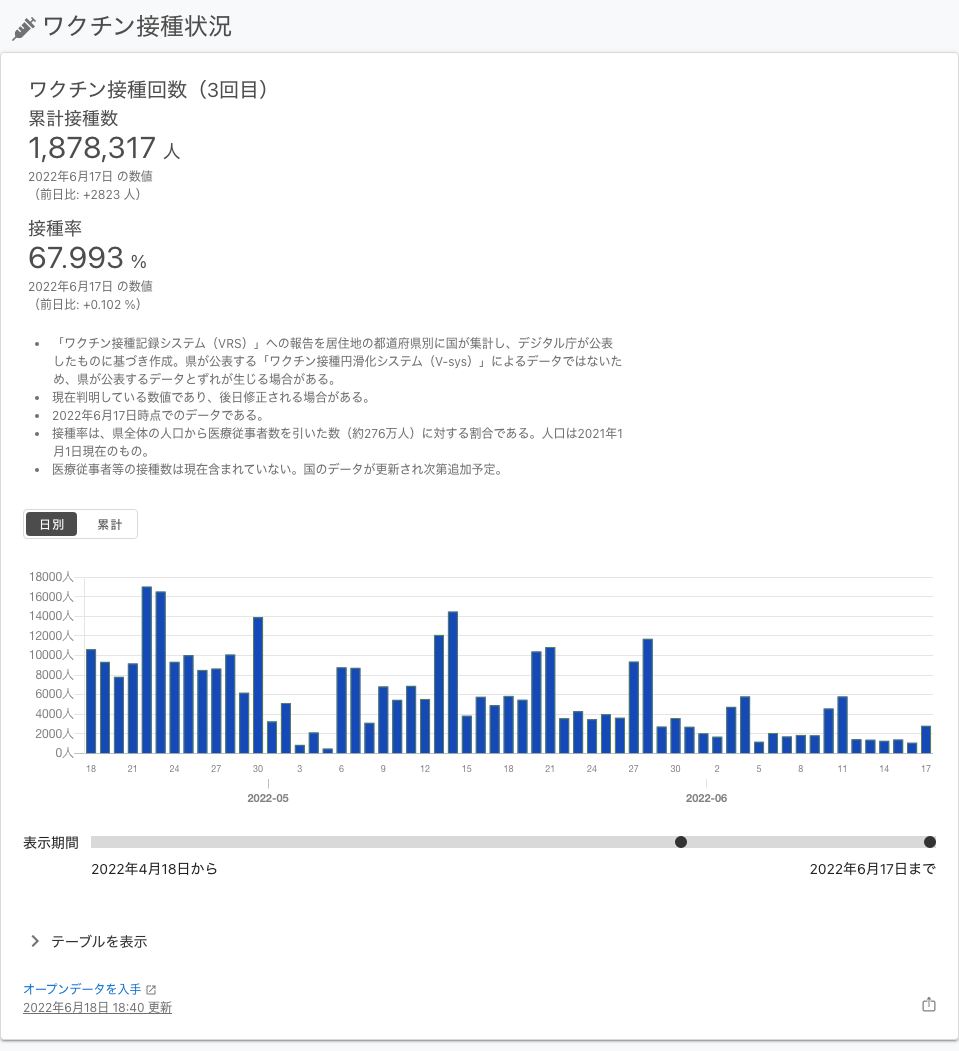 ワクチン接種状況
ワクチン接種回数（3回目）
累計接種数
1,878,317 人
2022年6月17日 の数値
（前日比: +2823 人）
接種率
67.993 %
2022年6月17日 の数値
（前日比: +0.102 %）
• 「ワクチン接種記録システム（VRS）」への報告を居住地の都道府県別に国が集計し、デジタル庁が公表
したものに基づき作成。県が公表する「ワクチン接種円滑化システム（V-sys）」によるデータではないた
め、県が公表するデータとずれが生じる場合がある。
• 現在判明している数値であり、後日修正される場合がある。
• 2022年6月17日時点でのデータである。
• 接種率は、県全体の人口から医療従事者数を引いた数（約276万人）に対する割合である。人口は2021年1
月1日現在のもの。
• 医療従事者等の接種数は現在含まれていない。国のデータが更新され次第追加予定。
日別 累計
18000人
16000人
14000人
12000人
10000人
8000人
6000人
4000人
2000人
0人
18 21 24 27 30 3 6 9 12 15 18 21 24 27 30 2 5 8 11 14 17
2022-05 2022-06
表示期間
2022年4月18日から 2022年6月17日まで
テーブルを表示
オープンデータを入手
2022年6月18日 18:40 更新